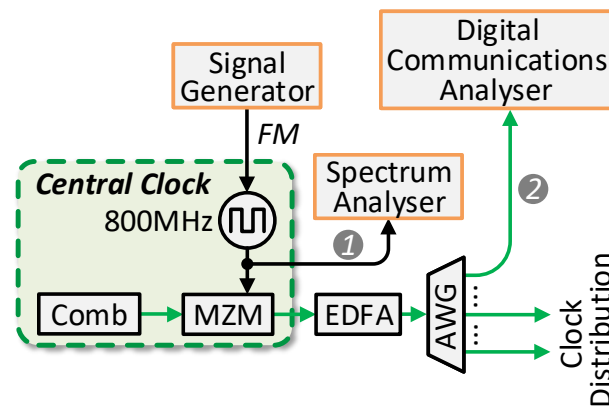 Digital
Communications
Analyser
Signal
Generator
FM
Central Clock
800MHz
Spectrum
Analyser
1
2
Comb
MZM
EDFA
AWG
...
...
Clock
Distribution